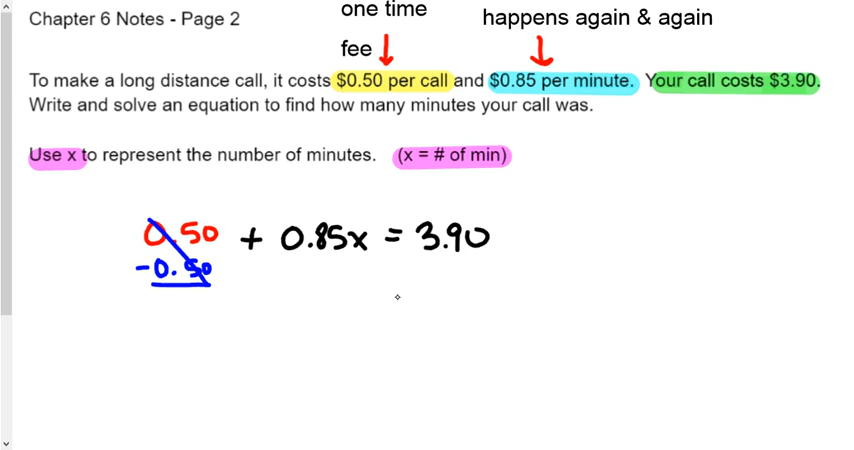 one time
happens again & again
Chapter 6 Notes - Page 2
fee
To make a long distance call, it costs $0.50 per call and $0.85 per minute. Your call costs $3.90.
Write and solve an equation to find how many minutes your call was.
Use x to represent the number of minutes. (x = # of min)
0.50 + 0.85x = 3.90
-0.50